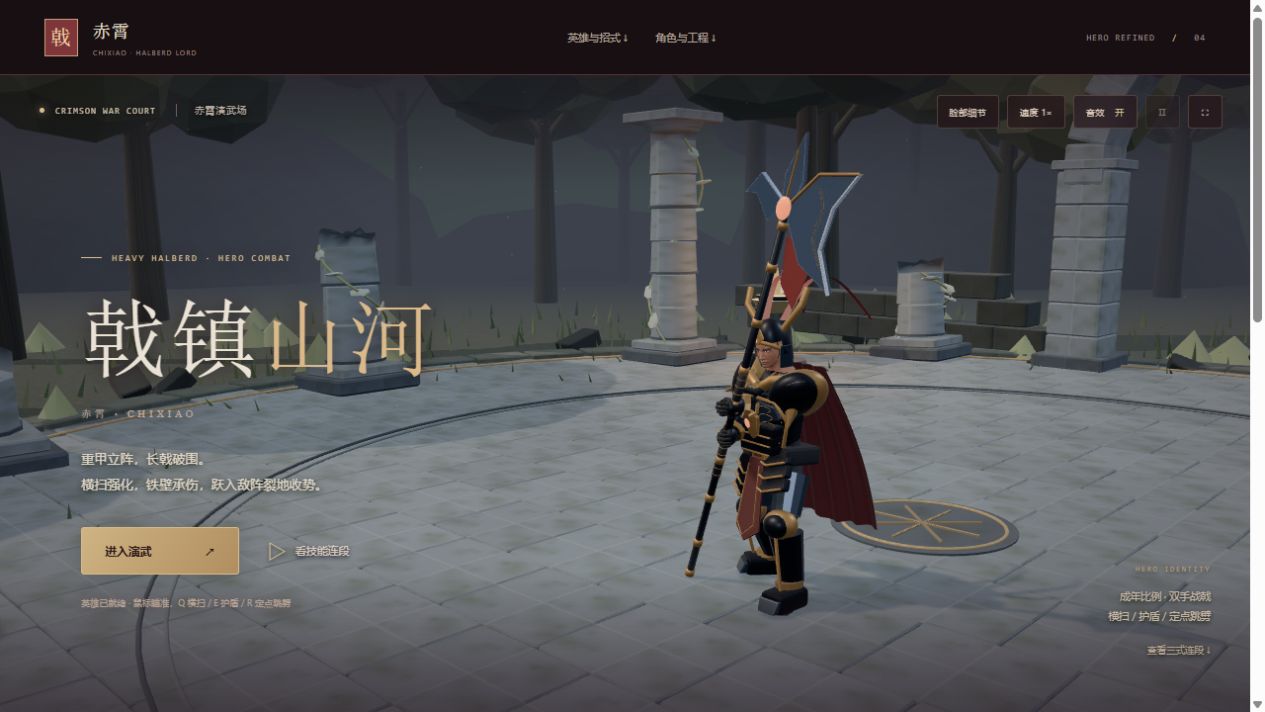 戟
赤霄
CHIXIAO · HALBERD LORD
英雄与招式↓
角色与工程↓
HERO REFINED / 04
CRIMSON WAR COURT
赤霄演武场
脸部细节
速度 1×
音效 开
HEAVY HALBERD · HERO COMBAT
戟镇山河
赤霄 · CHIXIAO
重甲立阵，长戟破围。
横扫强化，铁壁承伤，跃入敌阵裂地收势。
进入演武 ↗
看技能连段
英雄已就绪 · 鼠标瞄准，Q 横扫 / E 护盾 / R 定点跳劈
HERO IDENTITY
成年比例 · 双手战戟
横扫 / 护盾 / 定点跳劈
查看三式连段↓